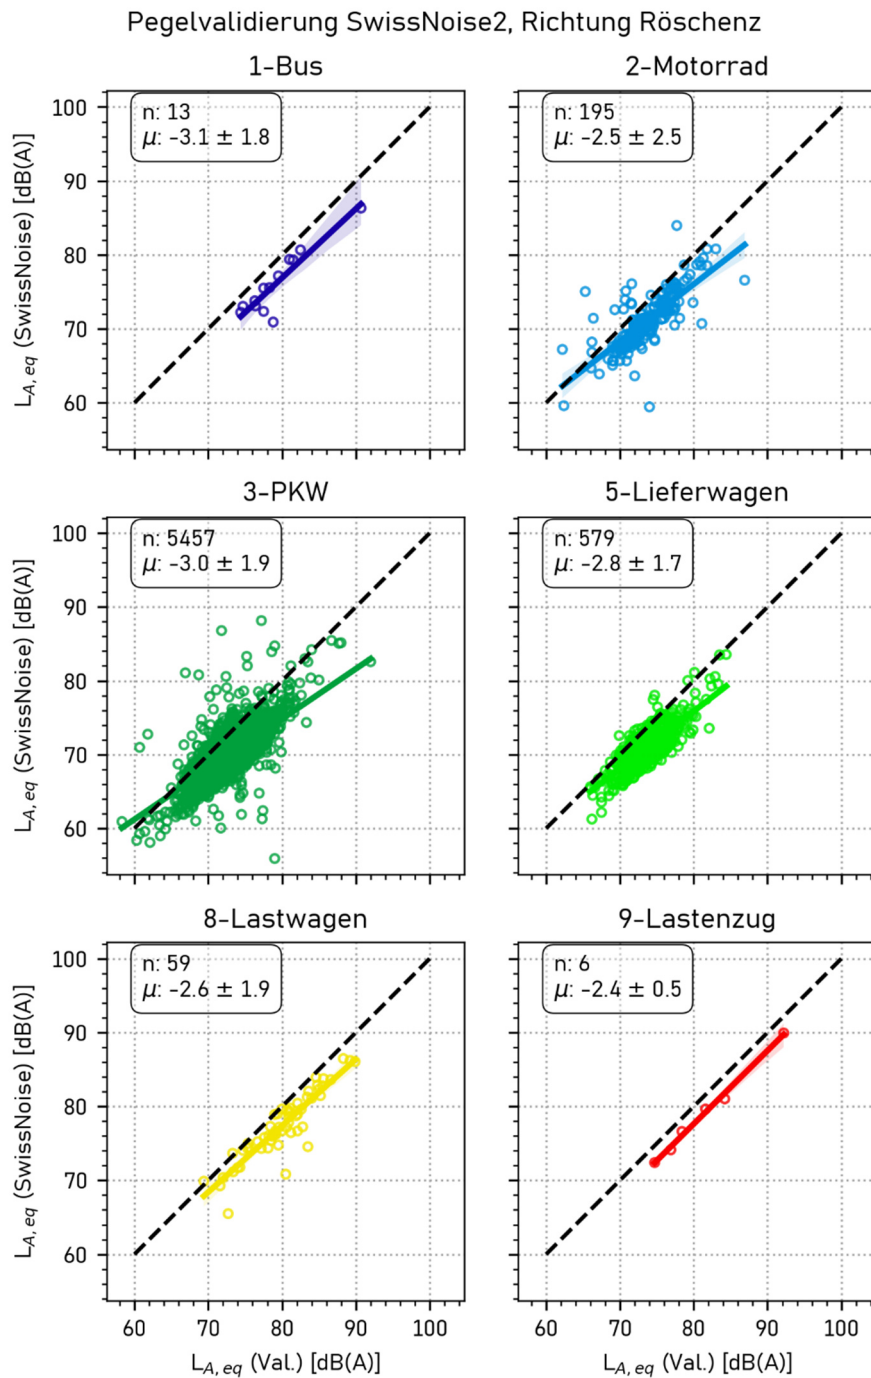 Pegelvalidierung SwissNoise2, Richtung Röschenz
1-Bus
2-Motorrad
n: 13
μ: -3.1 ± 1.8
n: 195
μ: -2.5 ± 2.5
100
90
80
70
60
L_A,eq (SwissNoise) [dB(A)]
3-PKW
5-Lieferwagen
n: 5457
μ: -3.0 ± 1.9
n: 579
μ: -2.8 ± 1.7
100
90
80
70
60
L_A,eq (SwissNoise) [dB(A)]
8-Lastwagen
9-Lastenzug
n: 59
μ: -2.6 ± 1.9
n: 6
μ: -2.4 ± 0.5
100
90
80
70
60
L_A,eq (SwissNoise) [dB(A)]
60 70 80 90 100
60 70 80 90 100
L_A,eq (Val.) [dB(A)]
L_A,eq (Val.) [dB(A)]